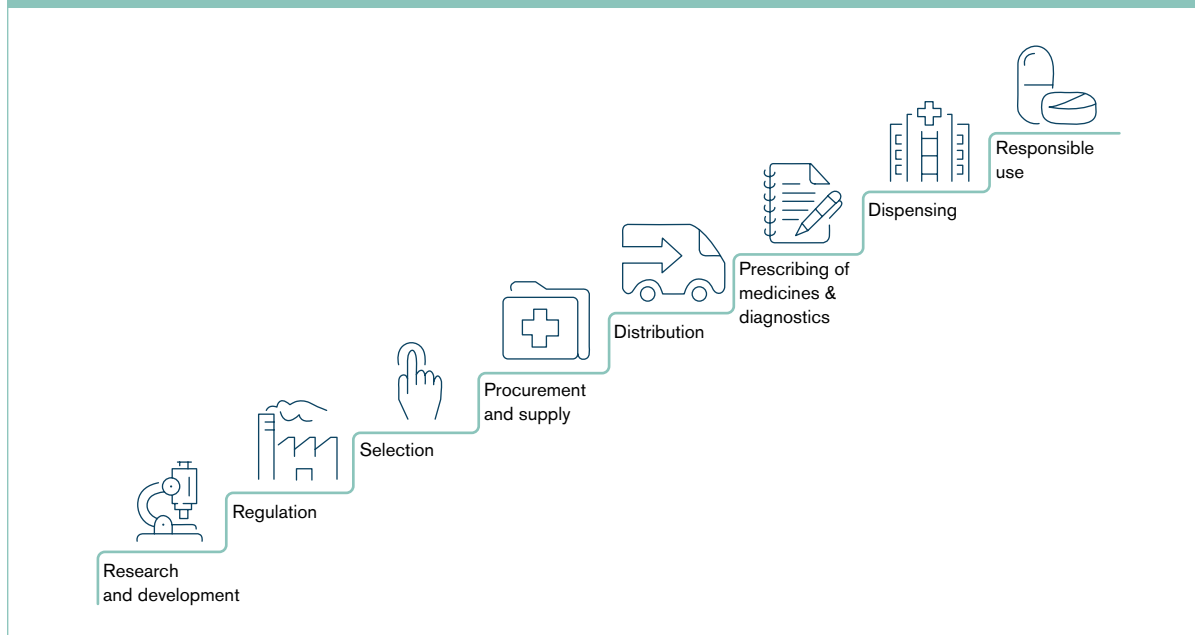 Research
and development
Regulation
Selection
Procurement
and supply
Distribution
Prescribing of
medicines &
diagnostics
Dispensing
Responsible
use